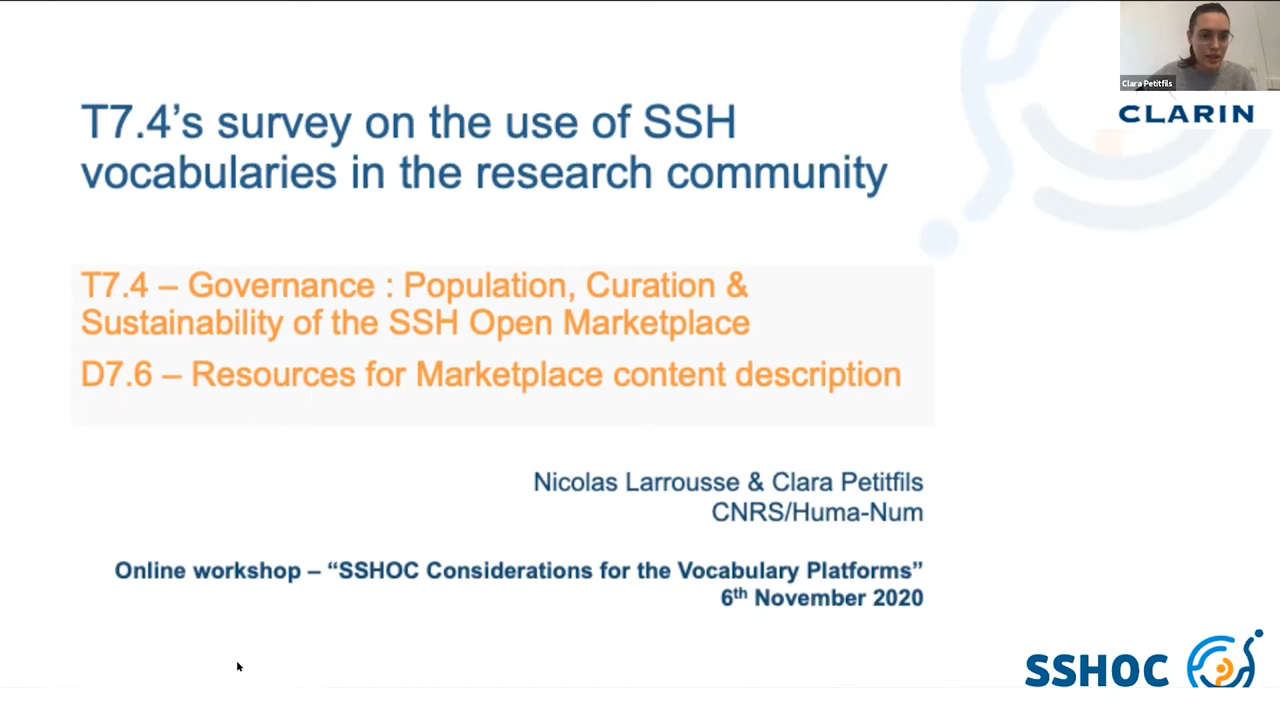 Clara Petitfils
CLARIN
T7.4’s survey on the use of SSH
vocabularies in the research community
T7.4 – Governance : Population, Curation &
Sustainability of the SSH Open Marketplace
D7.6 – Resources for Marketplace content description
Nicolas Larrousse & Clara Petitfils
CNRS/Huma-Num
Online workshop – “SSHOC Considerations for the Vocabulary Platforms”
6th November 2020
SSHOC